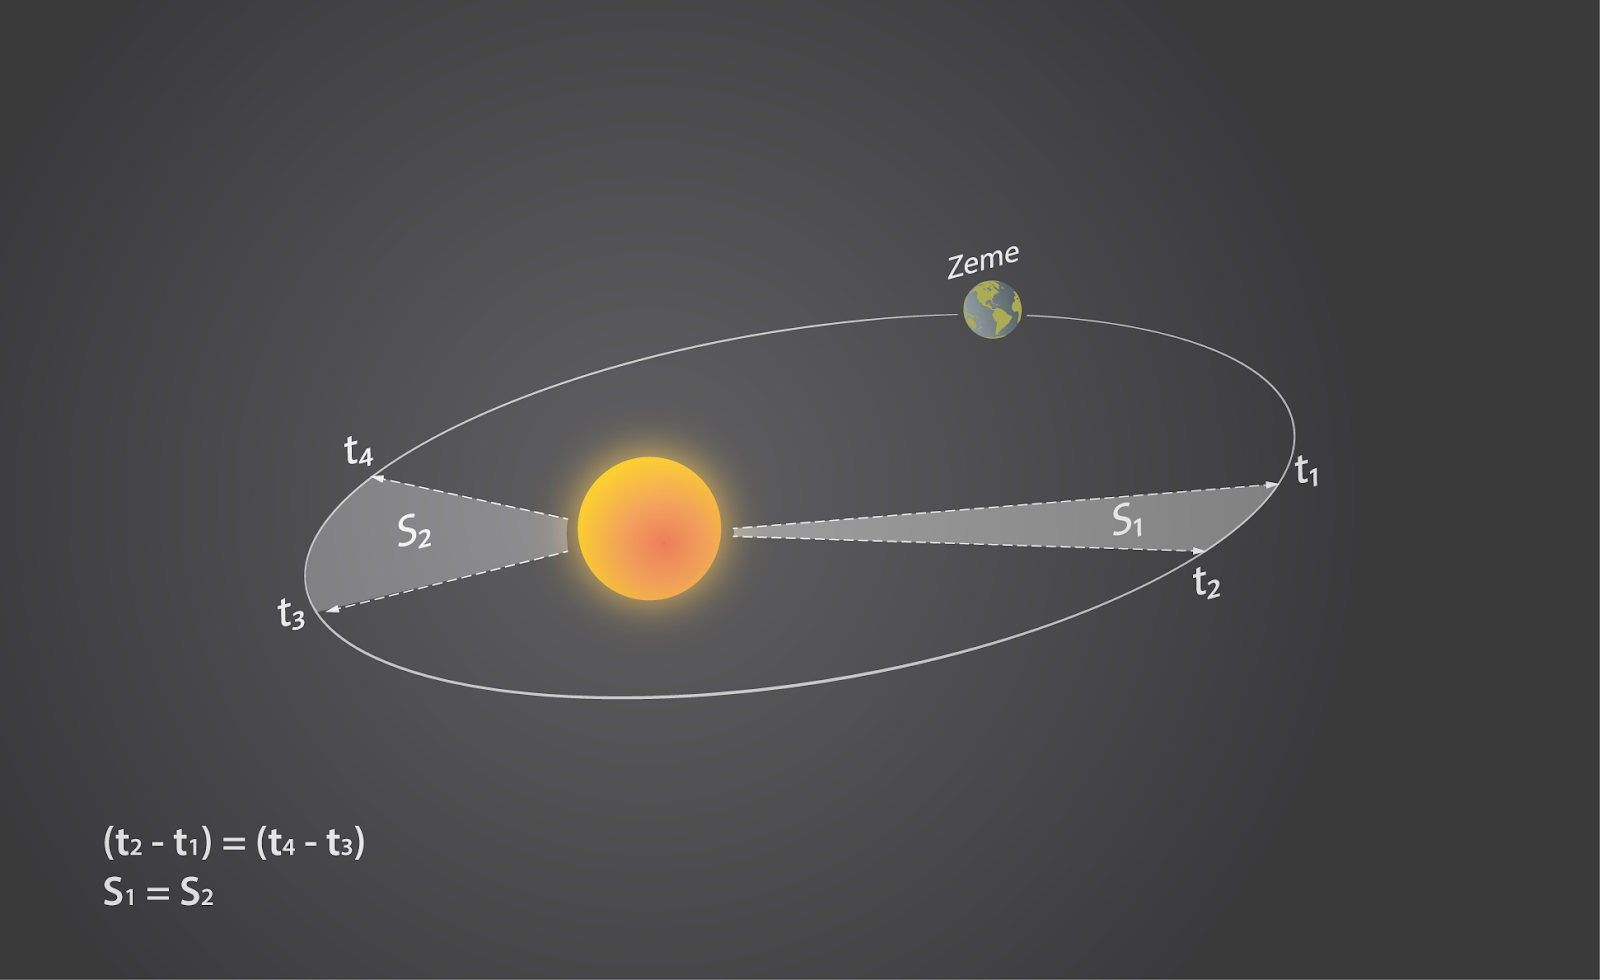 Zeme
t₄
t₁
S₂
S₁
t₂
t₃
(t₂ - t₁) = (t₄ - t₃)
S₁ = S₂